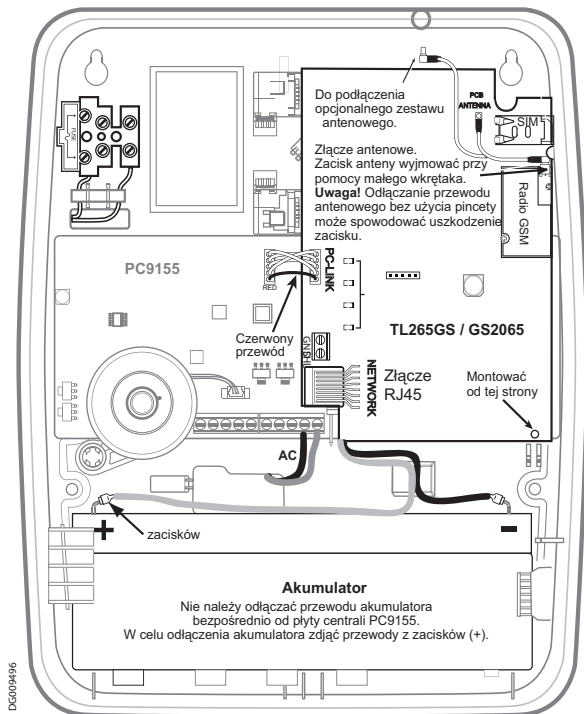 Do podłączenia
opcjonalnego zestawu
antenowego.
PCB
ANTENNA
SIM
Złącze antenowe.
Zacisk anteny wyjmować przy
pomocy małego wkrętaka.
Uwaga! Odłączanie przewodu
antenowego bez użycia pincety
może spowodować uszkodzenie
zacisku.
Radio GSM
FUSE
PC9155
RED
PC-LINK
Czerwony
przewód
TL265GS / GS2065
GND
SHLD
NETWORK
Złącze
RJ45
Montować
od tej strony
AC
+
-
zacisków
Akumulator
Nie należy odłączać przewodu akumulatora
bezpośrednio od płyty centrali PC9155.
W celu odłączenia akumulatora zdjąć przewody z zacisków (+).
DG009496